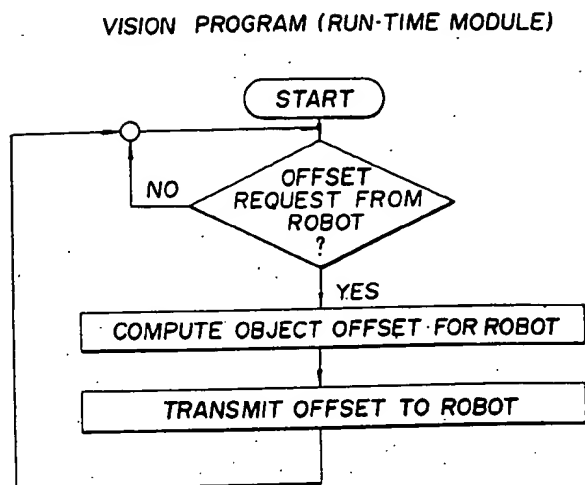 VISION PROGRAM (RUN-TIME MODULE)
START
OFFSET
REQUEST FROM
ROBOT
?
NO
YES
COMPUTE OBJECT OFFSET FOR ROBOT
TRANSMIT OFFSET TO ROBOT